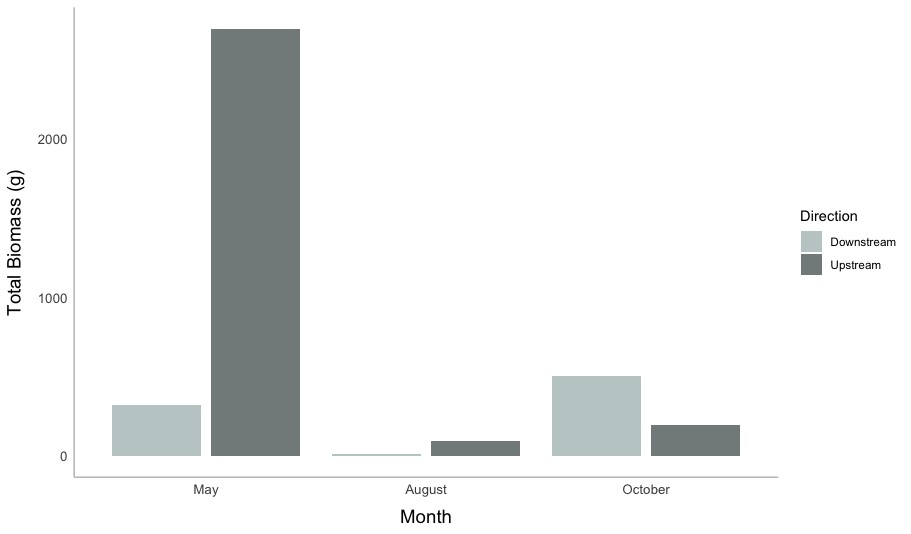 Total Biomass (g)
2000
1000
0
May
August
October
Month
Direction
Downstream
Upstream